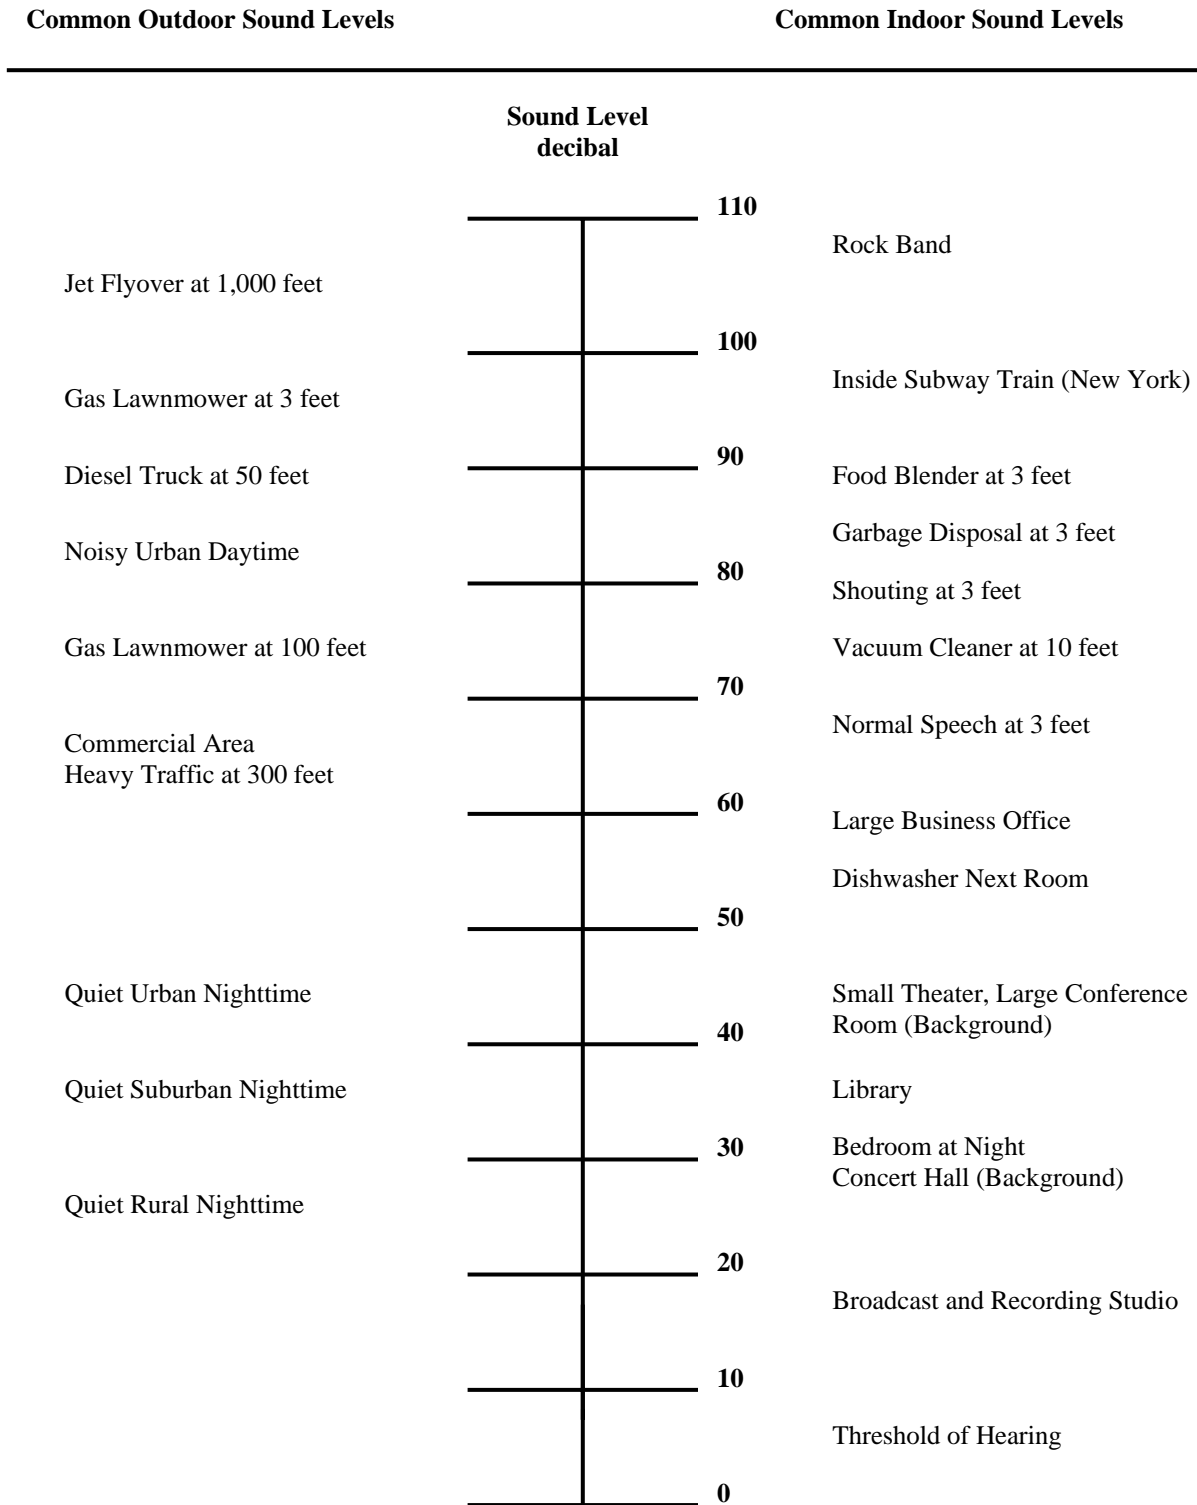 Common Outdoor Sound Levels
Common Indoor Sound Levels
Sound Level
decibal
110
Rock Band
Jet Flyover at 1,000 feet
100
Inside Subway Train (New York)
Gas Lawnmower at 3 feet
90
Diesel Truck at 50 feet
Food Blender at 3 feet
Garbage Disposal at 3 feet
Noisy Urban Daytime
80
Shouting at 3 feet
Gas Lawnmower at 100 feet
Vacuum Cleaner at 10 feet
70
Normal Speech at 3 feet
Commercial Area
Heavy Traffic at 300 feet
60
Large Business Office
Dishwasher Next Room
50
Quiet Urban Nighttime
Small Theater, Large Conference
Room (Background)
40
Quiet Suburban Nighttime
Library
30
Bedroom at Night
Concert Hall (Background)
Quiet Rural Nighttime
20
Broadcast and Recording Studio
10
Threshold of Hearing
0